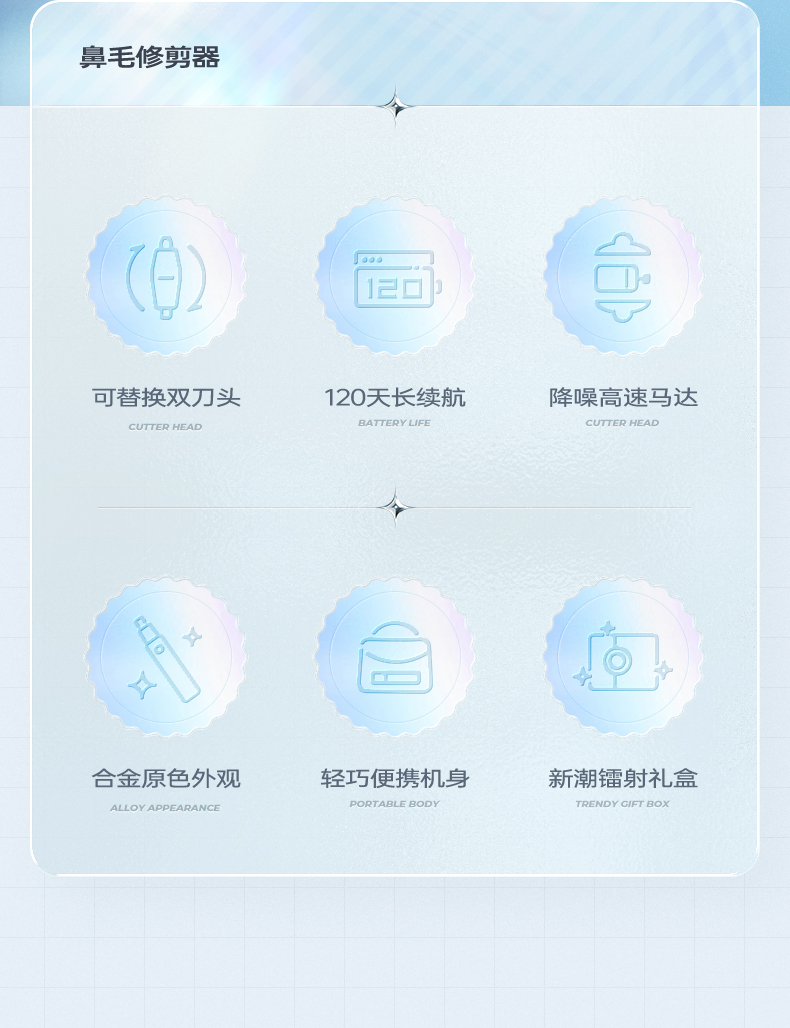 鼻毛修剪器
120
可替换双刀头
120天长续航
降噪高速马达
CUTTER HEAD
BATTERY LIFE
CUTTER HEAD
合金原色外观
轻巧便携机身
新潮镭射礼盒
ALLOY APPEARANCE
PORTABLE BODY
TRENDY GIFT BOX